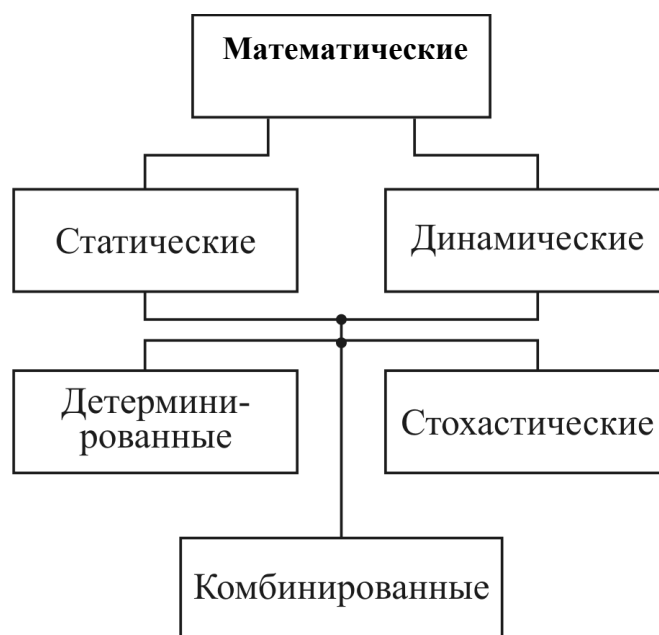 Математические
Статические
Динамические
Детермини-
рованные
Стохастические
Комбинированные